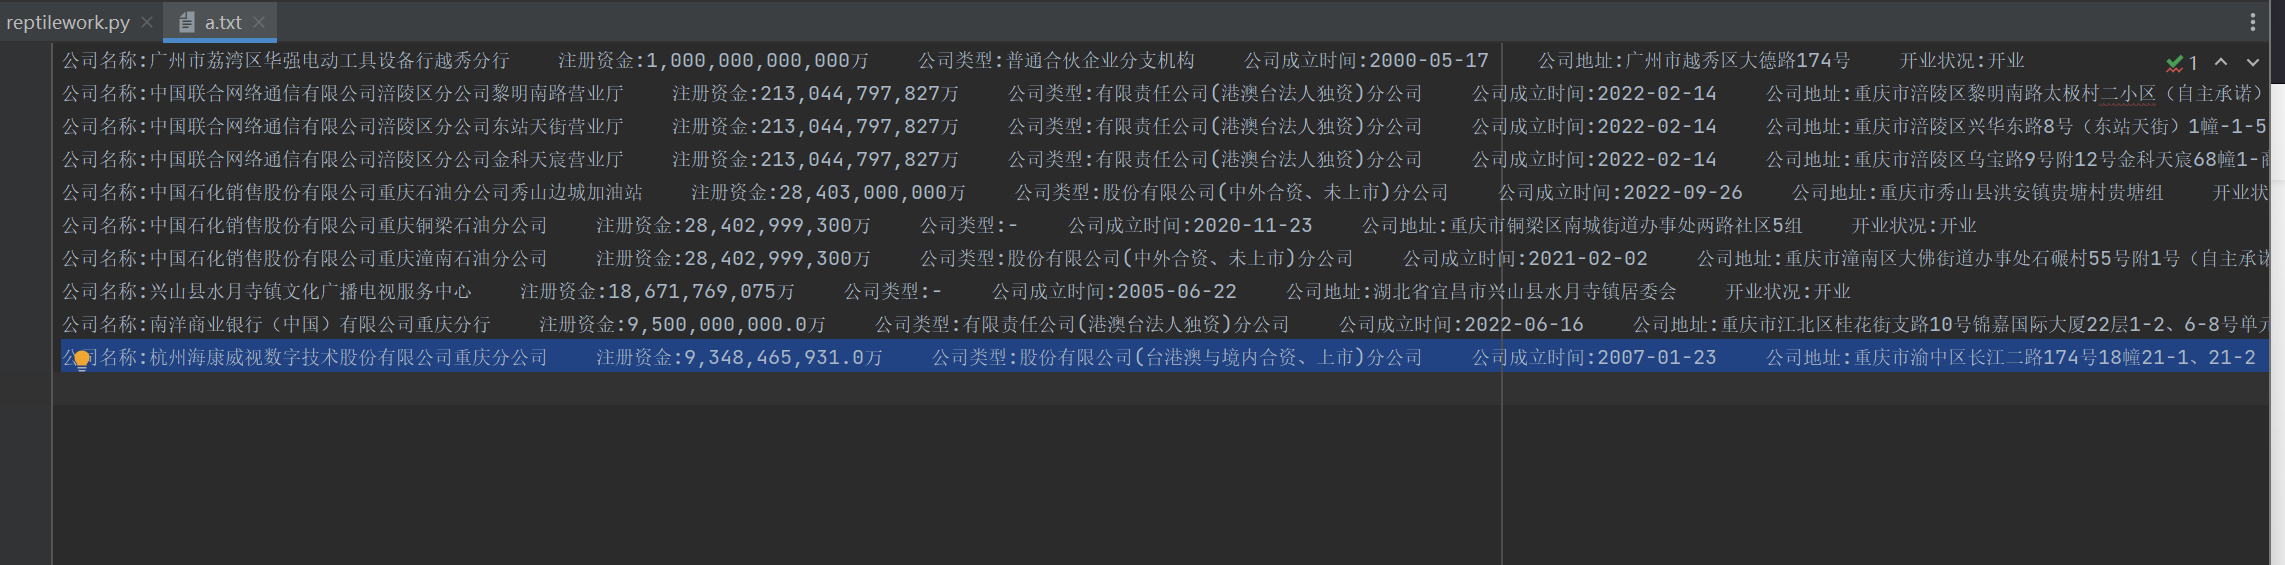 reptilework.py a.txt
公司名称:广州市荔湾区华强电动工具设备行越秀分行 注册资金:1,000,000,000,000万 公司类型:普通合伙企业分支机构 公司成立时间:2000-05-17 公司地址:广州市越秀区大德路174号 开业状况:开业 1
公司名称:中国联合网络通信有限公司涪陵区分公司黎明南路营业厅 注册资金:213,044,797,827万 公司类型:有限责任公司(港澳台法人独资)分公司 公司成立时间:2022-02-14 公司地址:重庆市涪陵区黎明南路太极村二小区（自主承诺）
公司名称:中国联合网络通信有限公司涪陵区分公司东站天街营业厅 注册资金:213,044,797,827万 公司类型:有限责任公司(港澳台法人独资)分公司 公司成立时间:2022-02-14 公司地址:重庆市涪陵区兴华东路8号（东站天街）1幢-1-5
公司名称:中国联合网络通信有限公司涪陵区分公司金科天宸营业厅 注册资金:213,044,797,827万 公司类型:有限责任公司(港澳台法人独资)分公司 公司成立时间:2022-02-14 公司地址:重庆市涪陵区乌宝路9号附12号金科天宸68幢1-商
公司名称:中国石化销售股份有限公司重庆石油分公司秀山边城加油站 注册资金:28,403,000,000万 公司类型:股份有限公司(中外合资、未上市)分公司 公司成立时间:2022-09-26 公司地址:重庆市秀山县洪安镇贵塘村贵塘组 开业状
公司名称:中国石化销售股份有限公司重庆铜梁石油分公司 注册资金:28,402,999,300万 公司类型:- 公司成立时间:2020-11-23 公司地址:重庆市铜梁区南城街道办事处两路社区5组 开业状况:开业
公司名称:中国石化销售股份有限公司重庆潼南石油分公司 注册资金:28,402,999,300万 公司类型:股份有限公司(中外合资、未上市)分公司 公司成立时间:2021-02-02 公司地址:重庆市潼南区大佛街道办事处石碾村55号附1号（自主承诺
公司名称:兴山县水月寺镇文化广播电视服务中心 注册资金:18,671,769,075万 公司类型:- 公司成立时间:2005-06-22 公司地址:湖北省宜昌市兴山县水月寺镇居委会 开业状况:开业
公司名称:南洋商业银行（中国）有限公司重庆分行 注册资金:9,500,000,000.0万 公司类型:有限责任公司(港澳台法人独资)分公司 公司成立时间:2022-06-16 公司地址:重庆市江北区桂花街支路10号锦嘉国际大厦22层1-2、6-8号单元
公司名称:杭州海康威视数字技术股份有限公司重庆分公司 注册资金:9,348,465,931.0万 公司类型:股份有限公司(台港澳与境内合资、上市)分公司 公司成立时间:2007-01-23 公司地址:重庆市渝中区长江二路174号18幢21-1、21-2